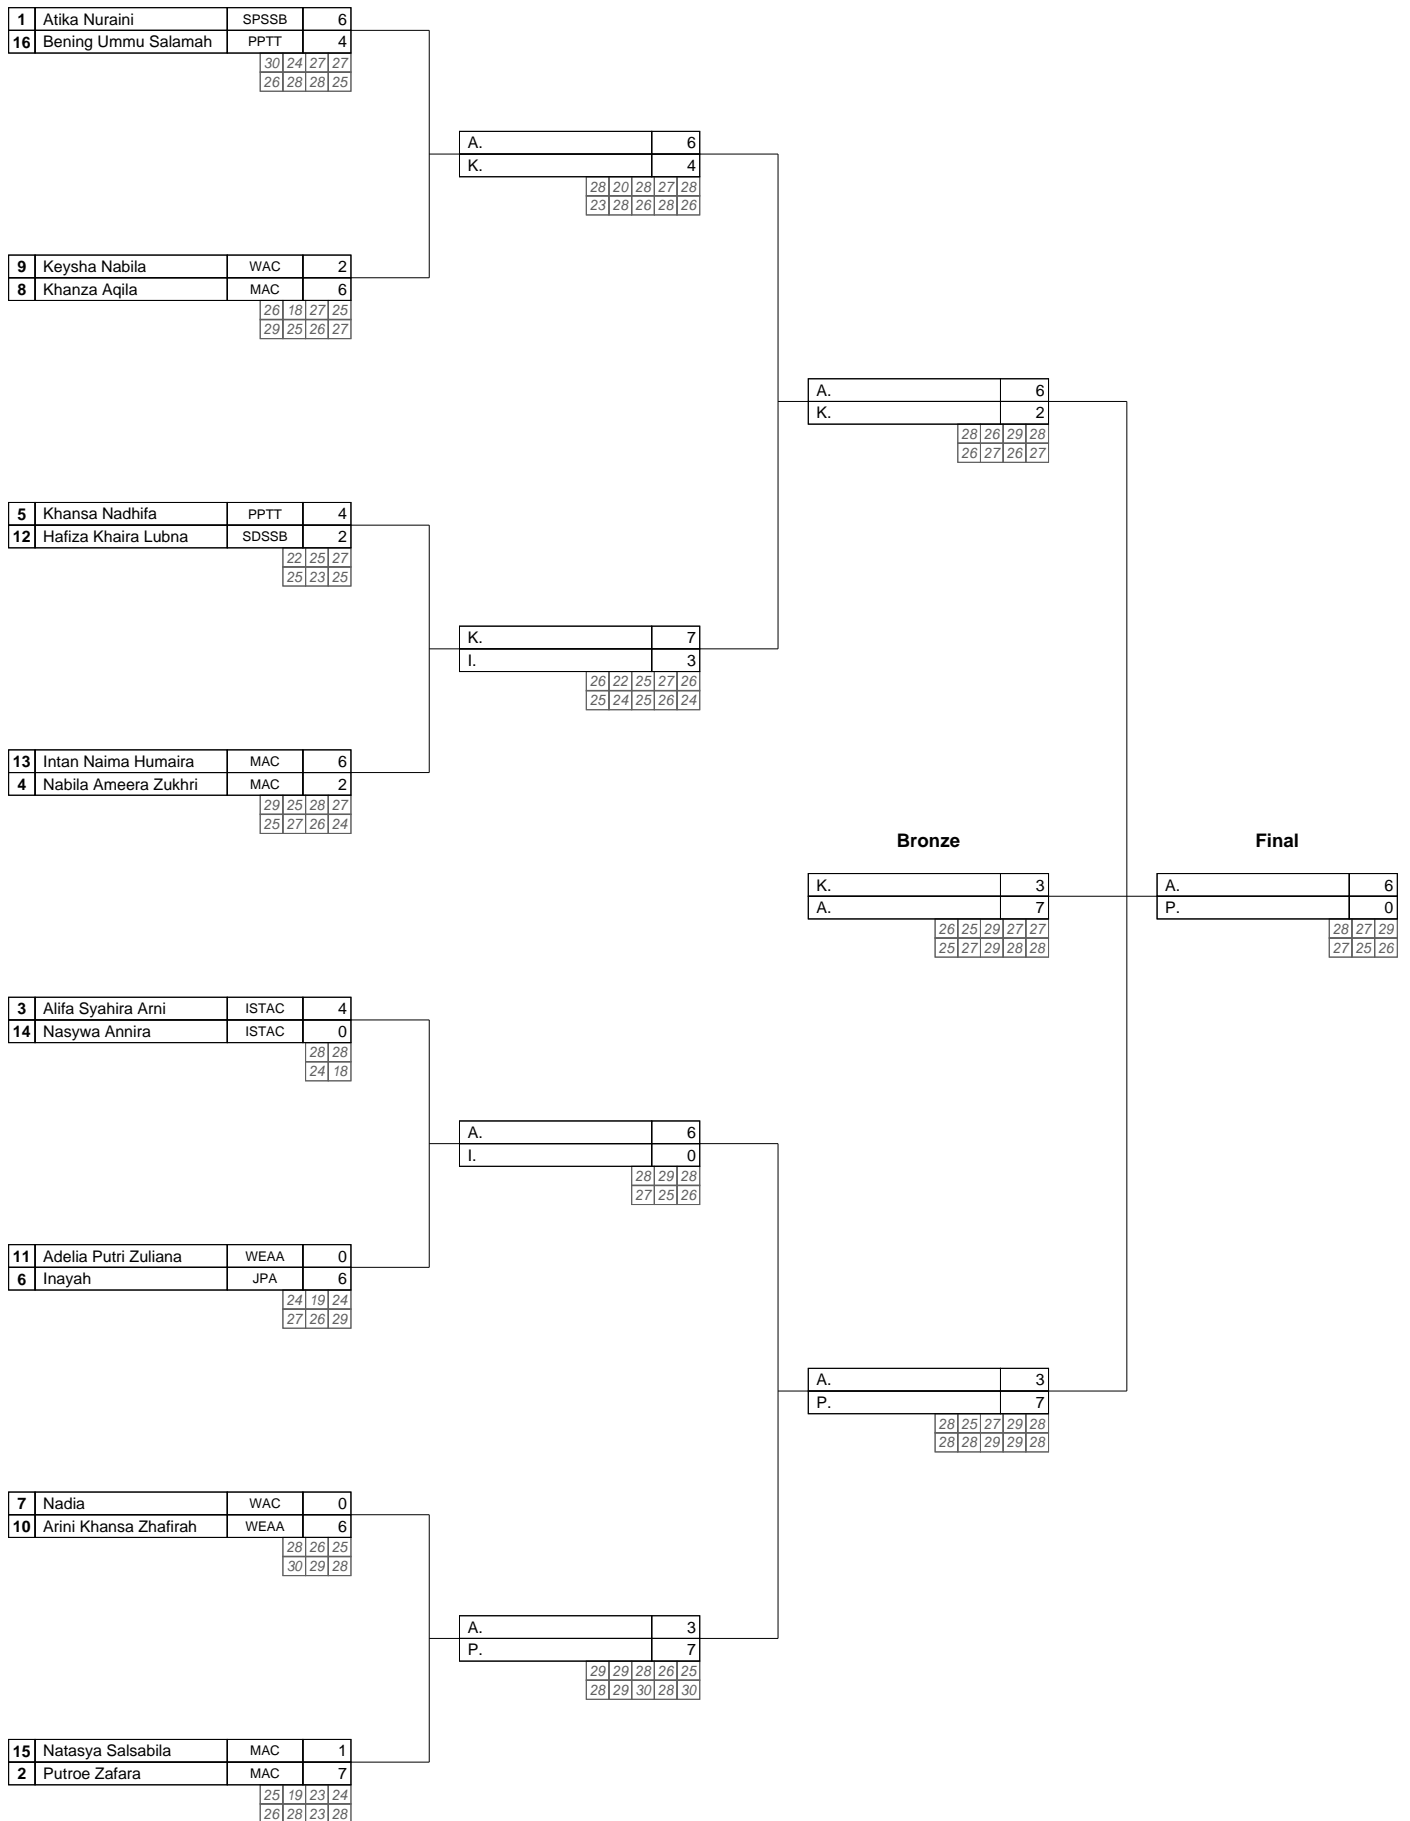 1 Atika Nuraini SPSSB 6
16 Bening Ummu Salamah PPTT 4
30 24 27 27
26 28 28 25
A. 6
K. 4
28 20 28 27 28
23 28 26 28 26
9 Keysha Nabila WAC 2
8 Khanza Aqila MAC 6
26 18 27 25
29 25 26 27
A. 6
K. 2
28 26 29 28
26 27 26 27
5 Khansa Nadhifa PPTT 4
12 Hafiza Khaira Lubna SDSSB 2
22 25 27
25 23 25
K. 7
I. 3
26 22 25 27 26
25 24 25 26 24
13 Intan Naima Humaira MAC 6
4 Nabila Ameera Zukhri MAC 2
29 25 28 27
25 27 26 24
Bronze Final
K. 3 A. 6
A. 7 P. 0
26 25 29 27 27 28 27 29
25 27 29 28 28 27 25 26
3 Alifa Syahira Arni ISTAC 4
14 Nasywa Annira ISTAC 0
28 28
24 18
A. 6
I. 0
28 29 28
27 25 26
11 Adelia Putri Zuliana WEAA 0
6 Inayah JPA 6
24 19 24
27 26 29
A. 3
P. 7
28 25 27 29 28
28 28 29 29 28
7 Nadia WAC 0
10 Arini Khansa Zhafirah WEAA 6
28 26 25
30 29 28
A. 3
P. 7
29 29 28 26 25
28 29 30 28 30
15 Natasya Salsabila MAC 1
2 Putroe Zafara MAC 7
25 19 23 24
26 28 23 28